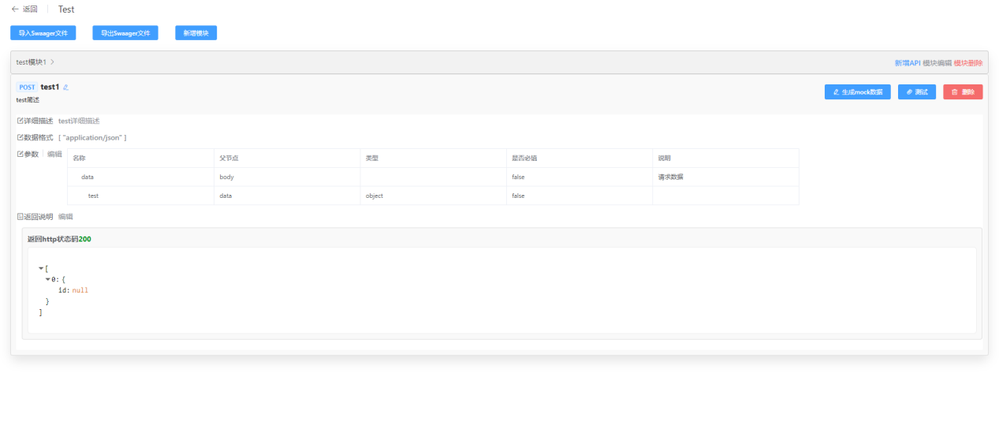 返回 Test
导入Swaager文件 导出Swaager文件 新增模块
test模块1 新增API 模块编辑 模块删除
POST test1 生成mock数据 测试 删除
test简述
详细描述 test详细描述
数据格式 [ "application/json" ]
参数 编辑 名称 父节点 类型 是否必填 说明
data body false 请求数据
test data object false
返回说明 编辑
返回http状态码200
[
0: {
id: null
}
]